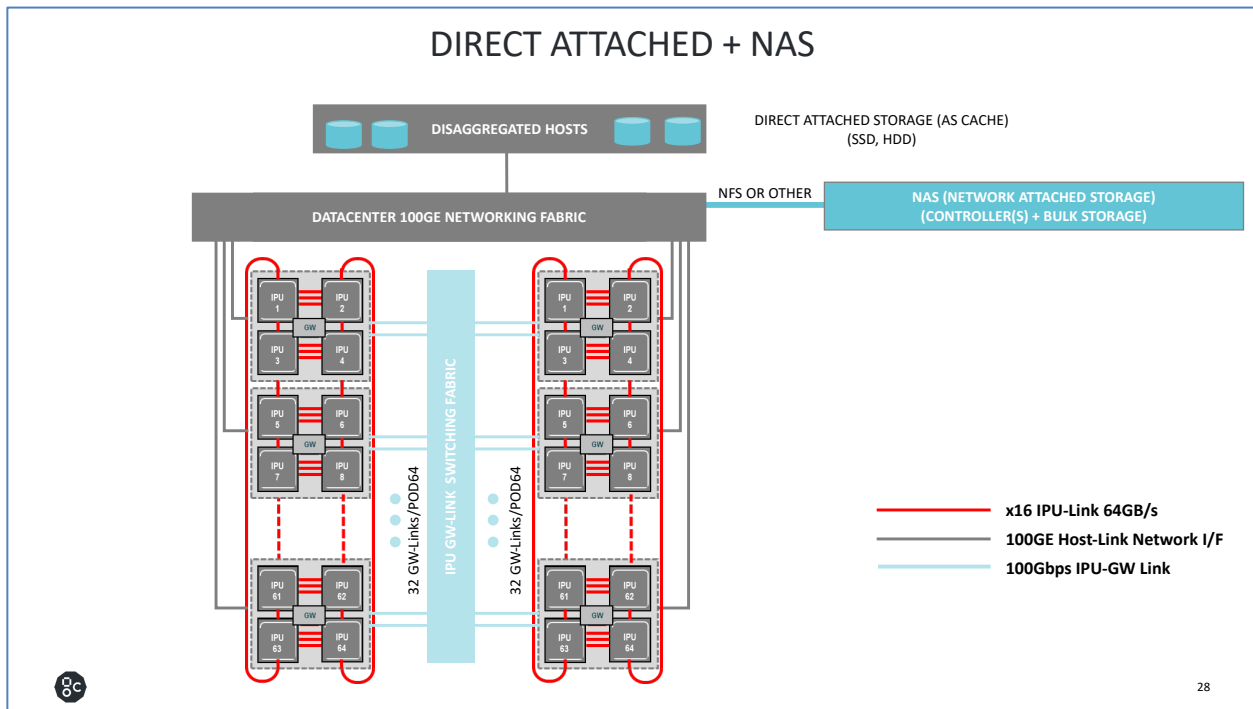 DIRECT ATTACHED + NAS
DISAGGREGATED HOSTS
DIRECT ATTACHED STORAGE (AS CACHE)
(SSD, HDD)
DATACENTER 100GE NETWORKING FABRIC
NFS OR OTHER
NAS (NETWORK ATTACHED STORAGE)
(CONTROLLER(S) + BULK STORAGE)
IPU
1
IPU
2
GW
IPU
3
IPU
4
IPU
5
IPU
6
GW
IPU
7
IPU
8
IPU
61
IPU
62
GW
IPU
63
IPU
64
32 GW-Links/POD64
IPU GW-LINK SWITCHING FABRIC
32 GW-Links/POD64
IPU
1
IPU
2
GW
IPU
3
IPU
4
IPU
5
IPU
6
GW
IPU
7
IPU
8
IPU
61
IPU
62
GW
IPU
63
IPU
64
x16 IPU-Link 64GB/s
100GE Host-Link Network I/F
100Gbps IPU-GW Link
28